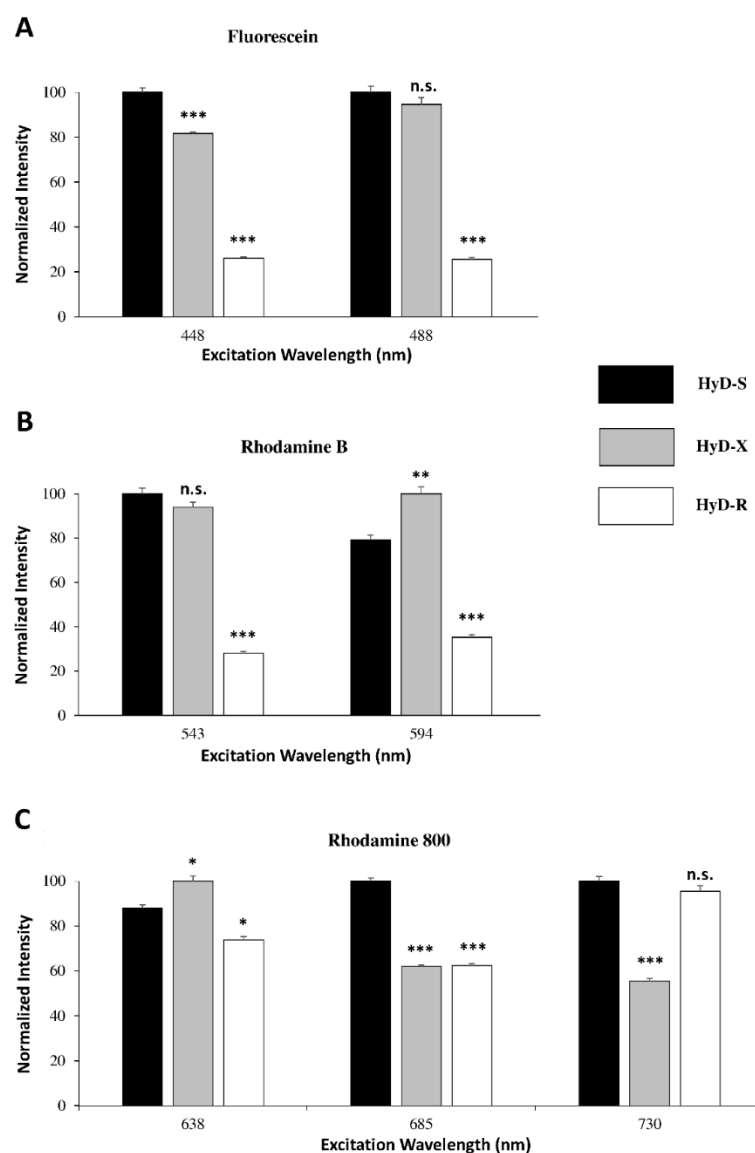 A
Fluorescein
Normalized Intensity
100
80
60
40
20
0
***
***
n.s.
***
448
488
Excitation Wavelength (nm)
HyD-S
HyD-X
HyD-R
B
Rhodamine B
Normalized Intensity
100
80
60
40
20
0
n.s.
***
**
***
543
594
Excitation Wavelength (nm)
C
Rhodamine 800
Normalized Intensity
100
80
60
40
20
0
*
*
***
***
***
n.s.
638
685
730
Excitation Wavelength (nm)